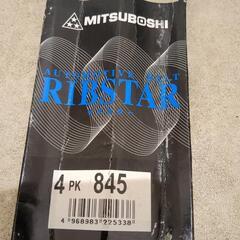 MITSUBOSHI
AUTOMOTIVE BELT
RIBSTAR
4 PK 845
4 968983 225338